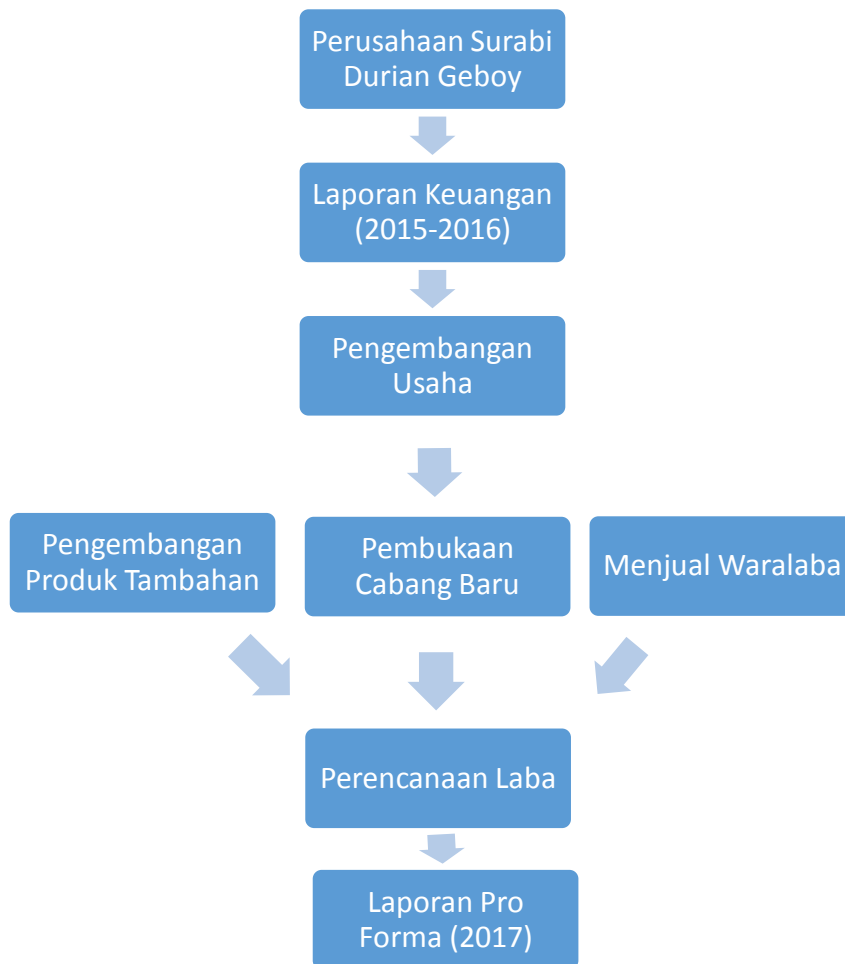 Perusahaan Surabi
Durian Geboy
Laporan Keuangan
(2015-2016)
Pengembangan
Usaha
Pengembangan
Produk Tambahan
Pembukaan
Cabang Baru
Menjual Waralaba
Perencanaan Laba
Laporan Pro
Forma (2017)